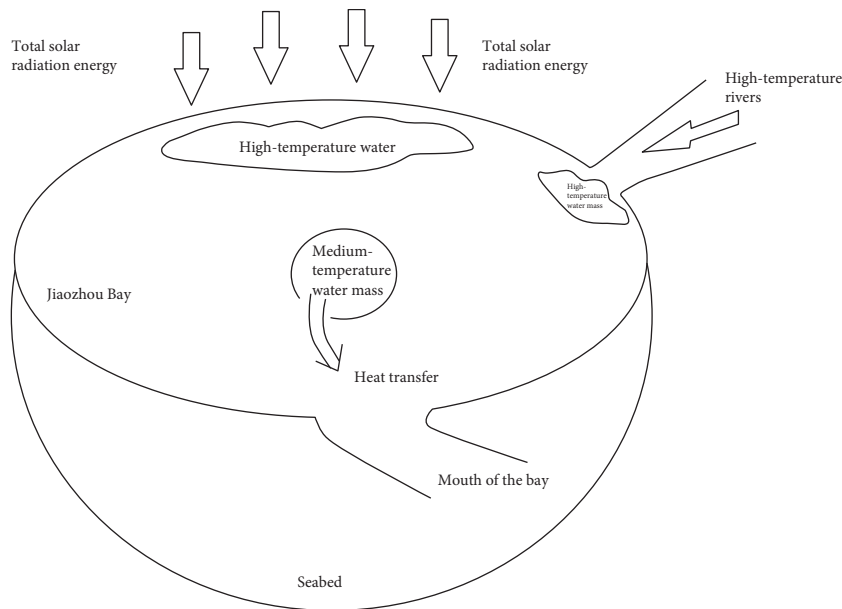 Total solar
radiation energy
Total solar
radiation energy
High-temperature
rivers
High-temperature water
High-
temperature
water mass
Medium-
temperature
water mass
Jiaozhou Bay
Heat transfer
Mouth of the bay
Seabed